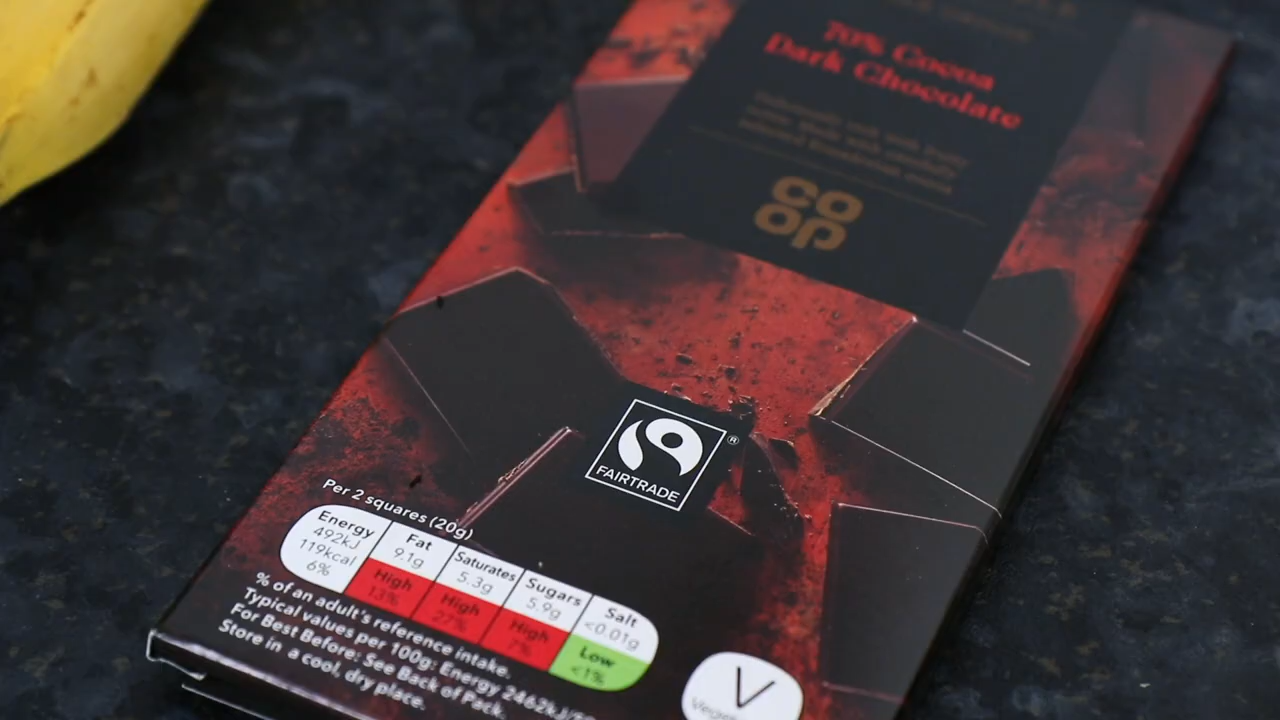 70% Cocoa
Dark Chocolate
co
op
FAIRTRADE
®
Per 2 squares (20g)
Energy
492kJ
119kcal
6%
Fat
9.1g
High
13%
Saturates
5.3g
High
27%
Sugars
5.9g
High
7%
Salt
<0.01g
Low
<1%
% of an adult's reference intake.
Typical values per 100g: Energy 2462kJ/
For Best Before: See Back of Pack.
Store in a cool, dry place.
V